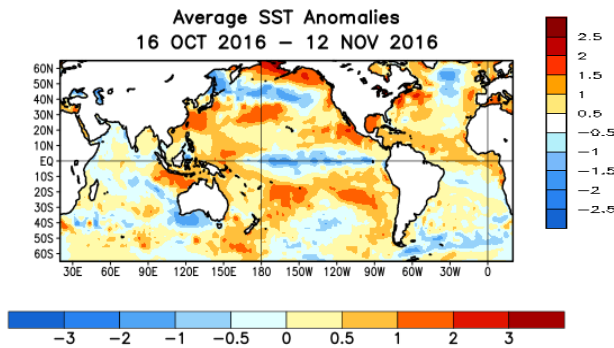 Average SST Anomalies
16 OCT 2016 – 12 NOV 2016
60N
50N
40N
30N
20N
10N
EQ
10S
20S
30S
40S
50S
60S
30E 60E 90E 120E 150E 180 150W 120W 90W 60W 30W 0
2.5
2
1.5
1
0.5
-0.5
-1
-1.5
-2
-2.5
-3 -2 -1 -0.5 0 0.5 1 2 3